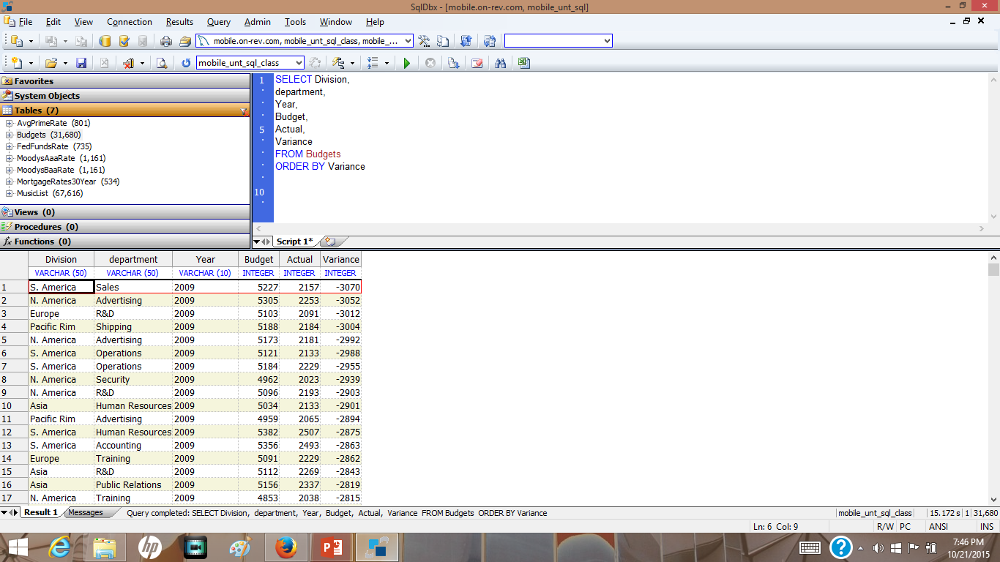 SqlDbx - [mobile.on-rev.com, mobile_unt_sql]
File Edit View Connection Results Query Admin Tools Window Help
mobile.on-rev.com, mobile_unt_sql_class, mobile_...
mobile_unt_sql_class
Favorites
System Objects
Tables (7)
AvgPrimeRate (801)
Budgets (31,680)
FedFundsRate (735)
MoodysAaaRate (1,161)
MoodysBaaRate (1,161)
MortgageRates30Year (534)
MusicList (67,616)
Views (0)
Procedures (0)
Functions (0)
1 SELECT Division,
department,
Year,
Budget,
5 Actual,
Variance
FROM Budgets
ORDER BY Variance
10
Script 1*
Division department Year Budget Actual Variance
VARCHAR (50) VARCHAR (50) VARCHAR (10) INTEGER INTEGER INTEGER
1 S. America Sales 2009 5227 2157 -3070
2 N. America Advertising 2009 5305 2253 -3052
3 Europe R&D 2009 5103 2091 -3012
4 Pacific Rim Shipping 2009 5188 2184 -3004
5 N. America Advertising 2009 5173 2181 -2992
6 S. America Operations 2009 5121 2133 -2988
7 S. America Operations 2009 5184 2229 -2955
8 N. America Security 2009 4962 2023 -2939
9 N. America R&D 2009 5096 2193 -2903
10 Asia Human Resources 2009 5034 2133 -2901
11 Pacific Rim Advertising 2009 4959 2065 -2894
12 S. America Human Resources 2009 5382 2507 -2875
13 S. America Accounting 2009 5356 2493 -2863
14 Europe Training 2009 5091 2229 -2862
15 Asia R&D 2009 5112 2269 -2843
16 Asia Public Relations 2009 5156 2337 -2819
17 N. America Training 2009 4853 2038 -2815
Result 1 Messages Query completed: SELECT Division, department, Year, Budget, Actual, Variance FROM Budgets ORDER BY Variance mobile_unt_sql_class 15.172 s 1 31,680
Ln: 6 Col: 9 R/W PC ANSI INS
7:46 PM
10/21/2015